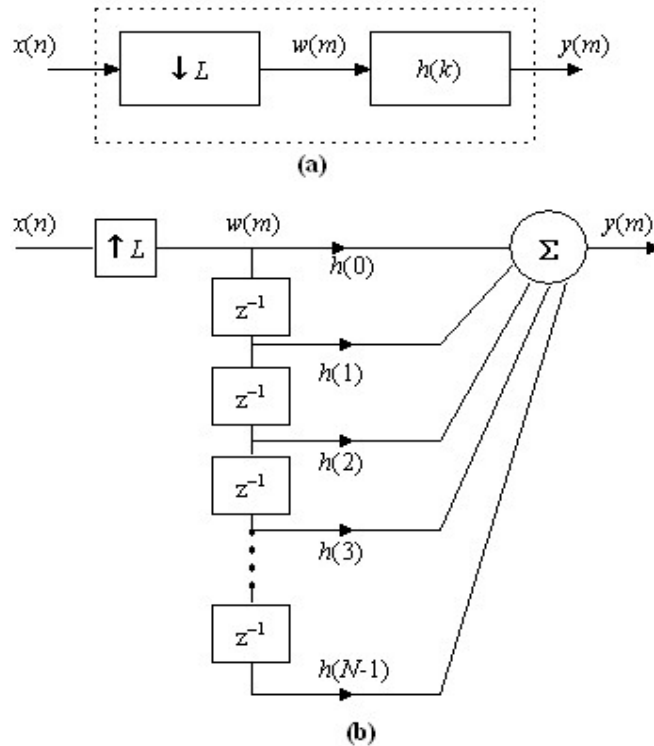 x(n) w(m) y(m)
↓ L h(k)
(a)
x(n) w(m) y(m)
↑ L Σ
h(0)
z⁻¹
h(1)
z⁻¹
h(2)
z⁻¹
h(3)
z⁻¹
h(N-1)
(b)